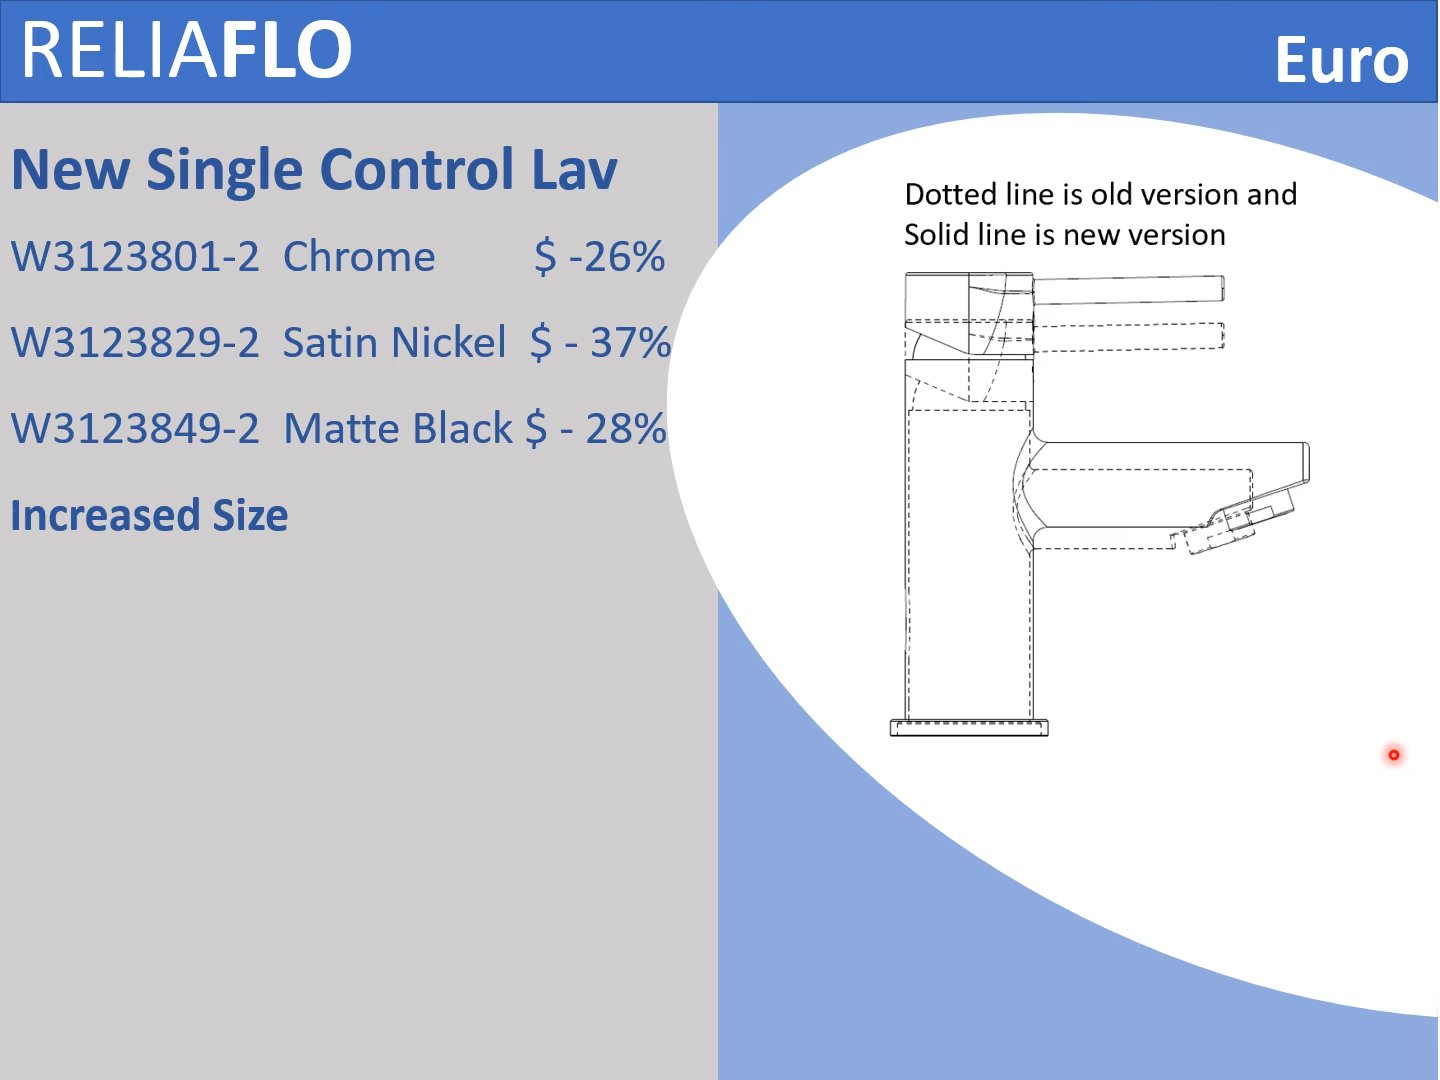 RELIAFLO
Euro
New Single Control Lav
W3123801-2 Chrome $ -26%
W3123829-2 Satin Nickel $ - 37%
W3123849-2 Matte Black $ - 28%
Increased Size
Dotted line is old version and
Solid line is new version